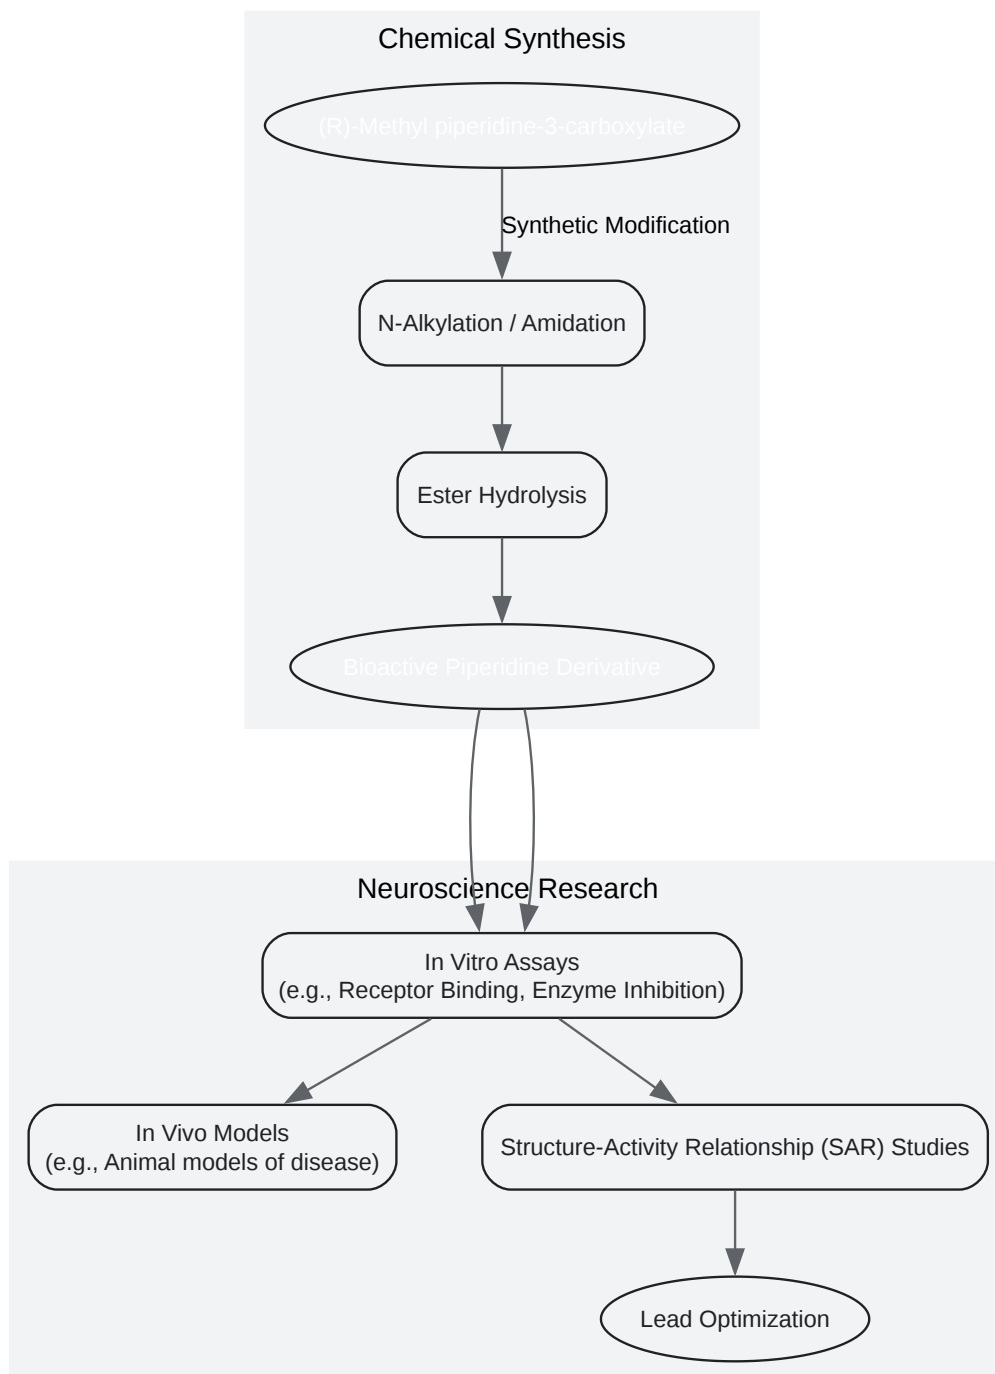 Chemical Synthesis
(R)-Methyl piperidine-3-carboxylate
Synthetic Modification
N-Alkylation / Amidation
Ester Hydrolysis
Bioactive Piperidine Derivative
Neuroscience Research
In Vitro Assays
(e.g., Receptor Binding, Enzyme Inhibition)
In Vivo Models
(e.g., Animal models of disease)
Structure-Activity Relationship (SAR) Studies
Lead Optimization